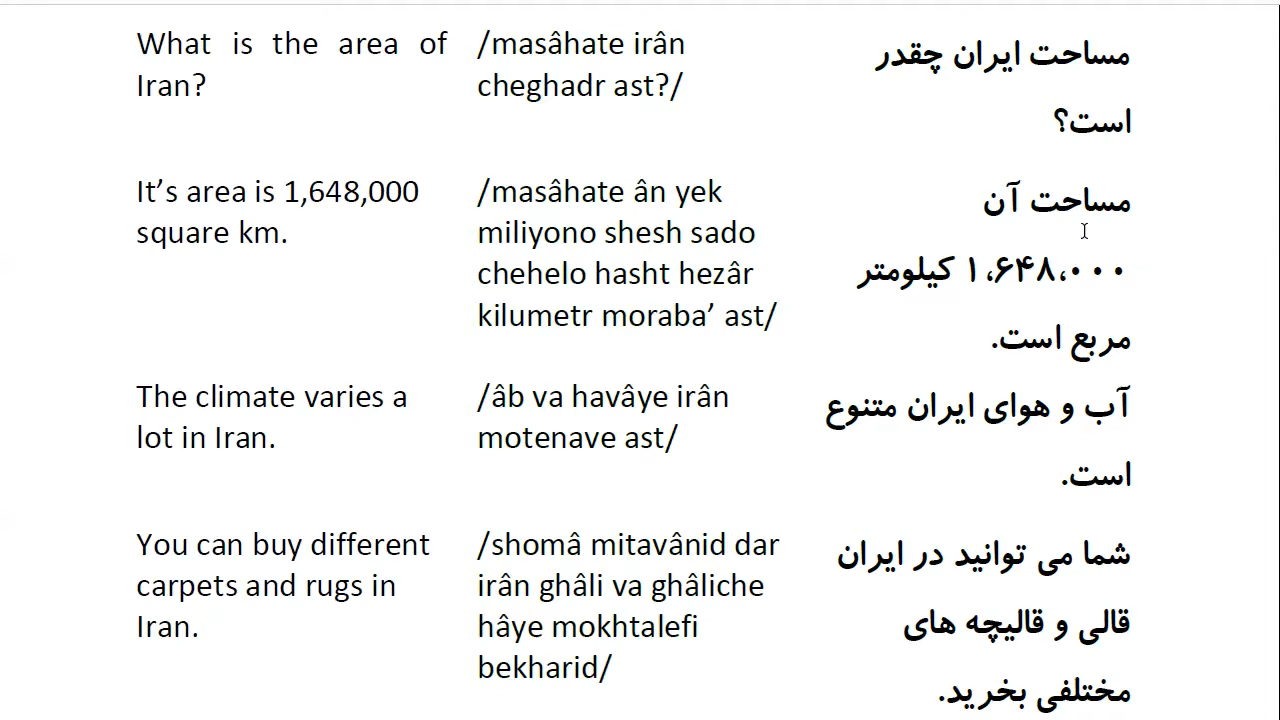 What is the area of
Iran?
/masâhate irân
cheghadr ast?/
مساحت ایران چقدر
است؟
It’s area is 1,648,000
square km.
/masâhate ân yek
miliyono shesh sado
chehelo hasht hezâr
kilumetr moraba’ ast/
مساحت آن
۱،۶۴۸،۰۰۰ کیلومتر
مربع است.
The climate varies a
lot in Iran.
/âb va havâye irân
motenave ast/
آب و هوای ایران متنوع
است.
You can buy different
carpets and rugs in
Iran.
/shomâ mitavânid dar
irân ghâli va ghâliche
hâye mokhtalefi
bekharid/
شما می توانید در ایران
قالی و قالیچه های
مختلفی بخرید.